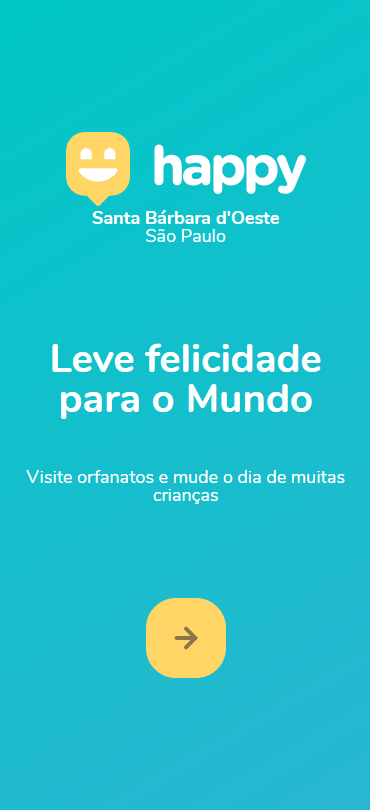 happy
Santa Bárbara d'Oeste
São Paulo
Leve felicidade
para o Mundo
Visite orfanatos e mude o dia de muitas
crianças